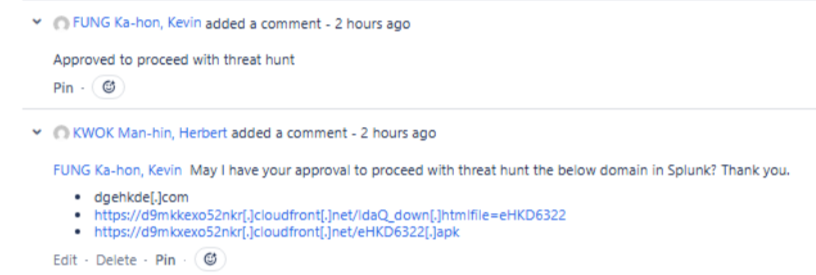 FUNG Ka-hon, Kevin added a comment - 2 hours ago
Approved to proceed with threat hunt
Pin ·
KWOK Man-hin, Herbert added a comment - 2 hours ago
FUNG Ka-hon, Kevin May I have your approval to proceed with threat hunt the below domain in Splunk? Thank you.
• dgehkde[.]com
• https://d9mkkexo52nkr[.]cloudfront[.]net/idaQ_down[.]htmlfile=eHKD6322
• https://d9mkxexo52nkr[.]cloudfront[.]net/eHKD6322[.]apk
Edit · Delete · Pin ·